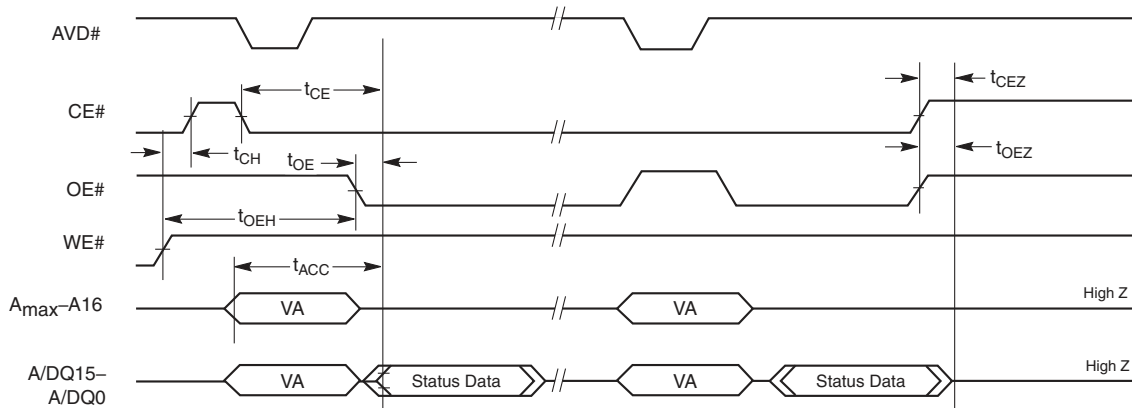 AVD#
CE#
tCE
tCEZ
tCH
tOE
tOEZ
OE#
tOEH
WE#
tACC
Amax–A16
VA
VA
High Z
A/DQ15–
A/DQ0
VA
Status Data
VA
Status Data
High Z